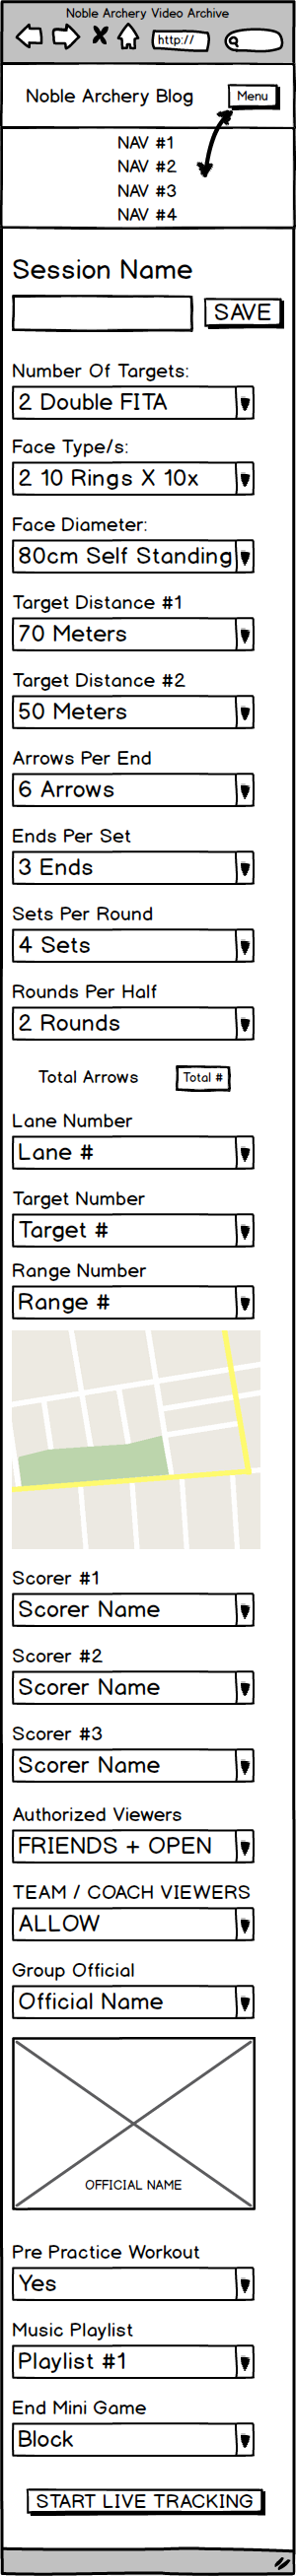 Noble Archery Video Archive
http://
Noble Archery Blog
Menu
NAV #1
NAV #2
NAV #3
NAV #4
Session Name
SAVE
Number Of Targets:
2 Double FITA
Face Type/s:
2 10 Rings X 10x
Face Diameter:
80cm Self Standing
Target Distance #1
70 Meters
Target Distance #2
50 Meters
Arrows Per End
6 Arrows
Ends Per Set
3 Ends
Sets Per Round
4 Sets
Rounds Per Half
2 Rounds
Total Arrows
Total #
Lane Number
Lane #
Target Number
Target #
Range Number
Range #
Scorer #1
Scorer Name
Scorer #2
Scorer Name
Scorer #3
Scorer Name
Authorized Viewers
FRIENDS + OPEN
TEAM / COACH VIEWERS
ALLOW
Group Official
Official Name
OFFICIAL NAME
Pre Practice Workout
Yes
Music Playlist
Playlist #1
End Mini Game
Block
START LIVE TRACKING